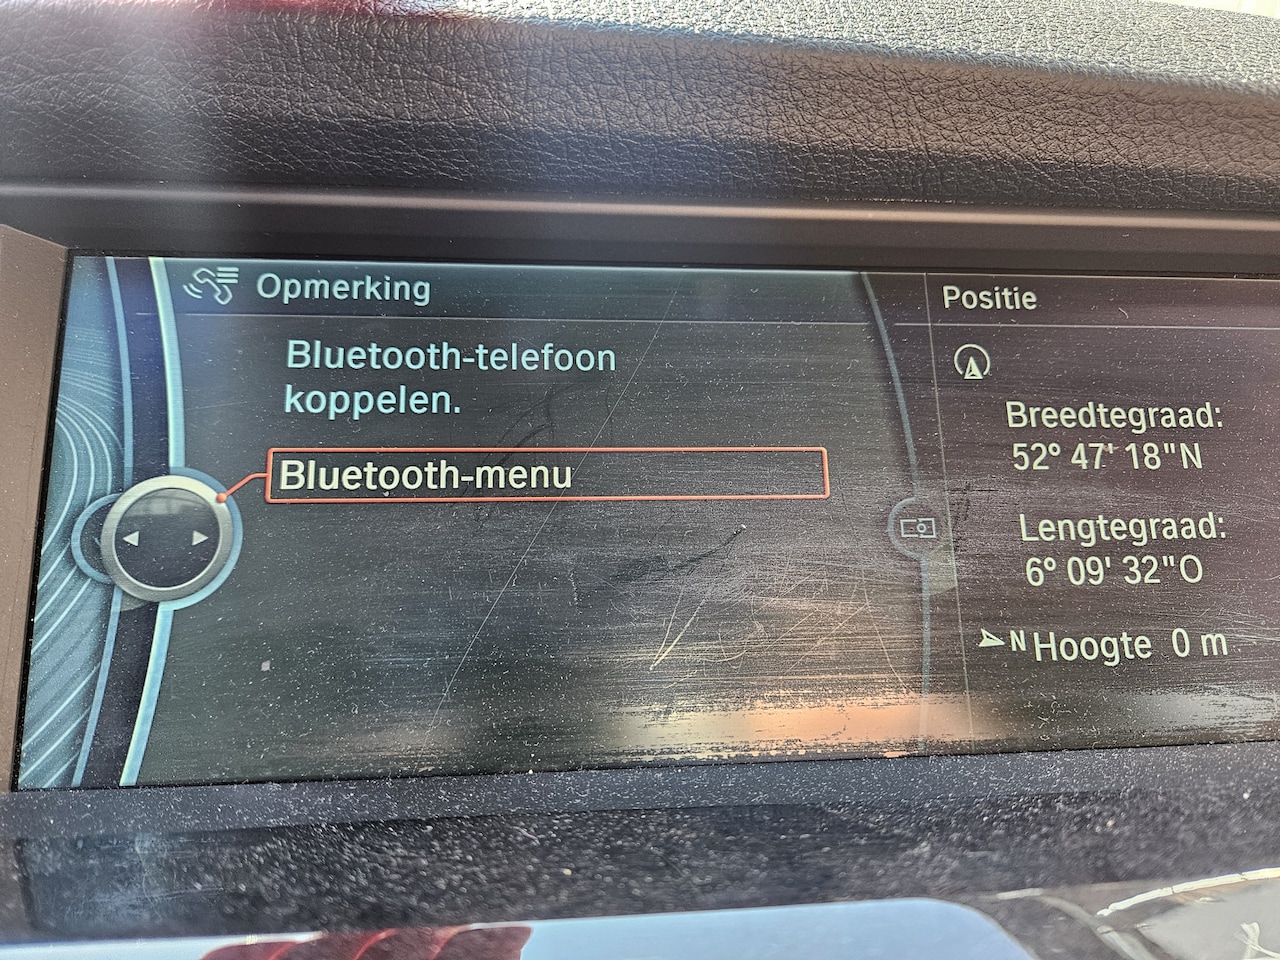 Opmerking
Bluetooth-telefoon
koppelen.
Bluetooth-menu
Positie
Breedtegraad:
52° 47' 18"N
Lengtegraad:
6° 09' 32"O
N Hoogte 0 m